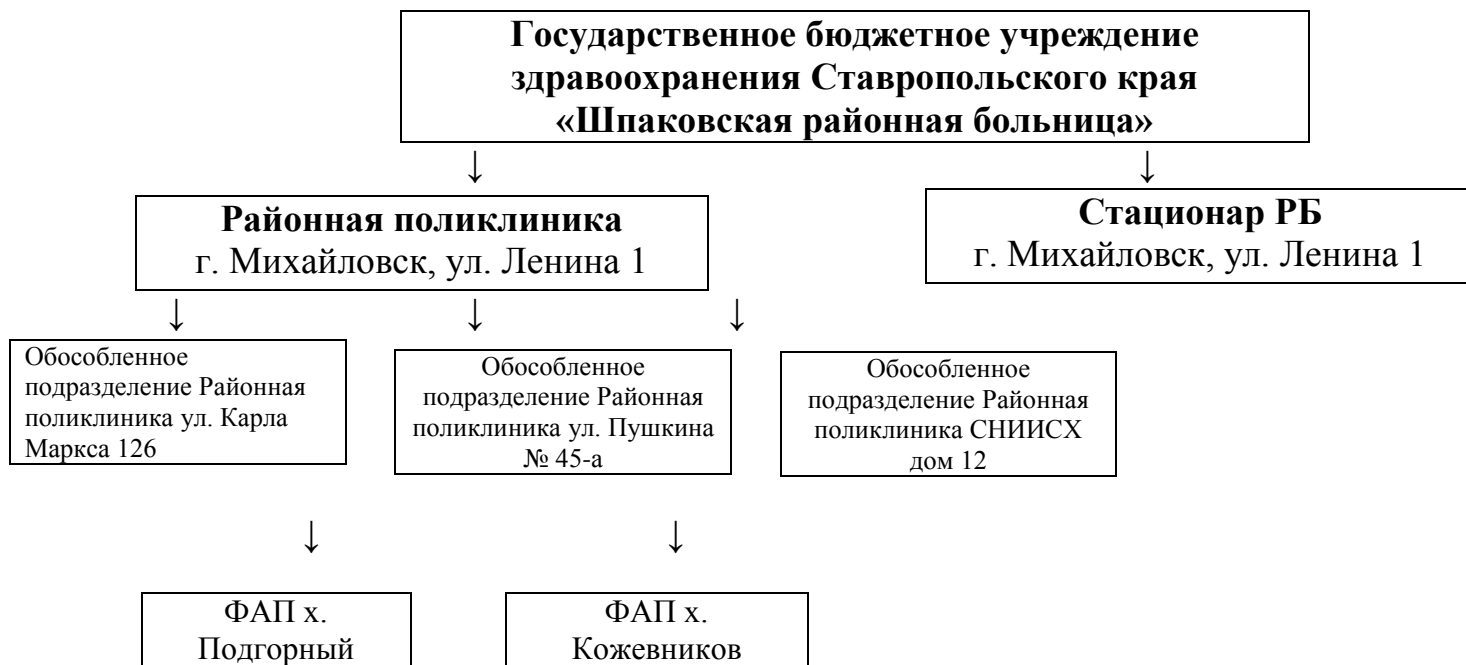 Государственное бюджетное учреждение
здравоохранения Ставропольского края
«Шпаковская районная больница»
↓
↓
Районная поликлиника
г. Михайловск, ул. Ленина 1
Стационар РБ
г. Михайловск, ул. Ленина 1
↓
↓
↓
Обособленное
подразделение Районная
поликлиника ул. Карла
Маркса 126
Обособленное
подразделение Районная
поликлиника ул. Пушкина
№ 45-а
Обособленное
подразделение Районная
поликлиника СНИИСХ
дом 12
↓
↓
ФАП х.
Подгорный
ФАП х.
Кожевников